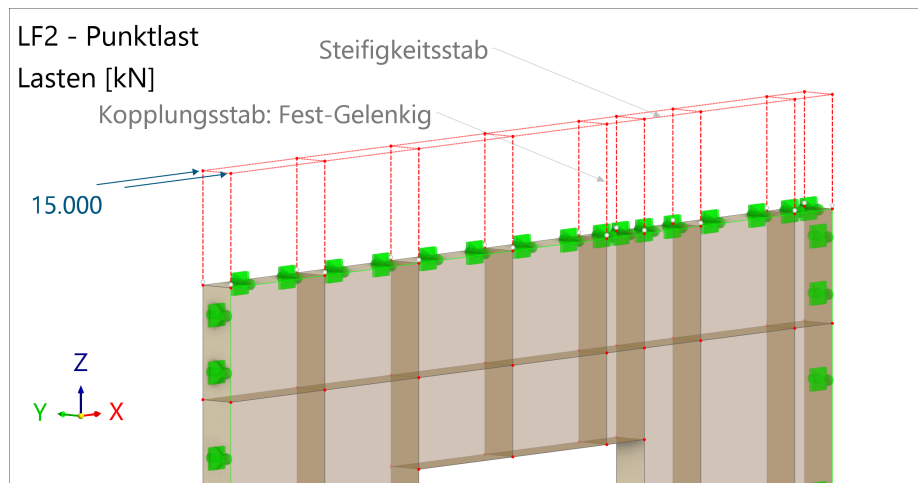 LF2 - Punktlast
Lasten [kN]
Steifigkeitsstab
Kopplungsstab: Fest-Gelenkig
15.000
Z
Y
X